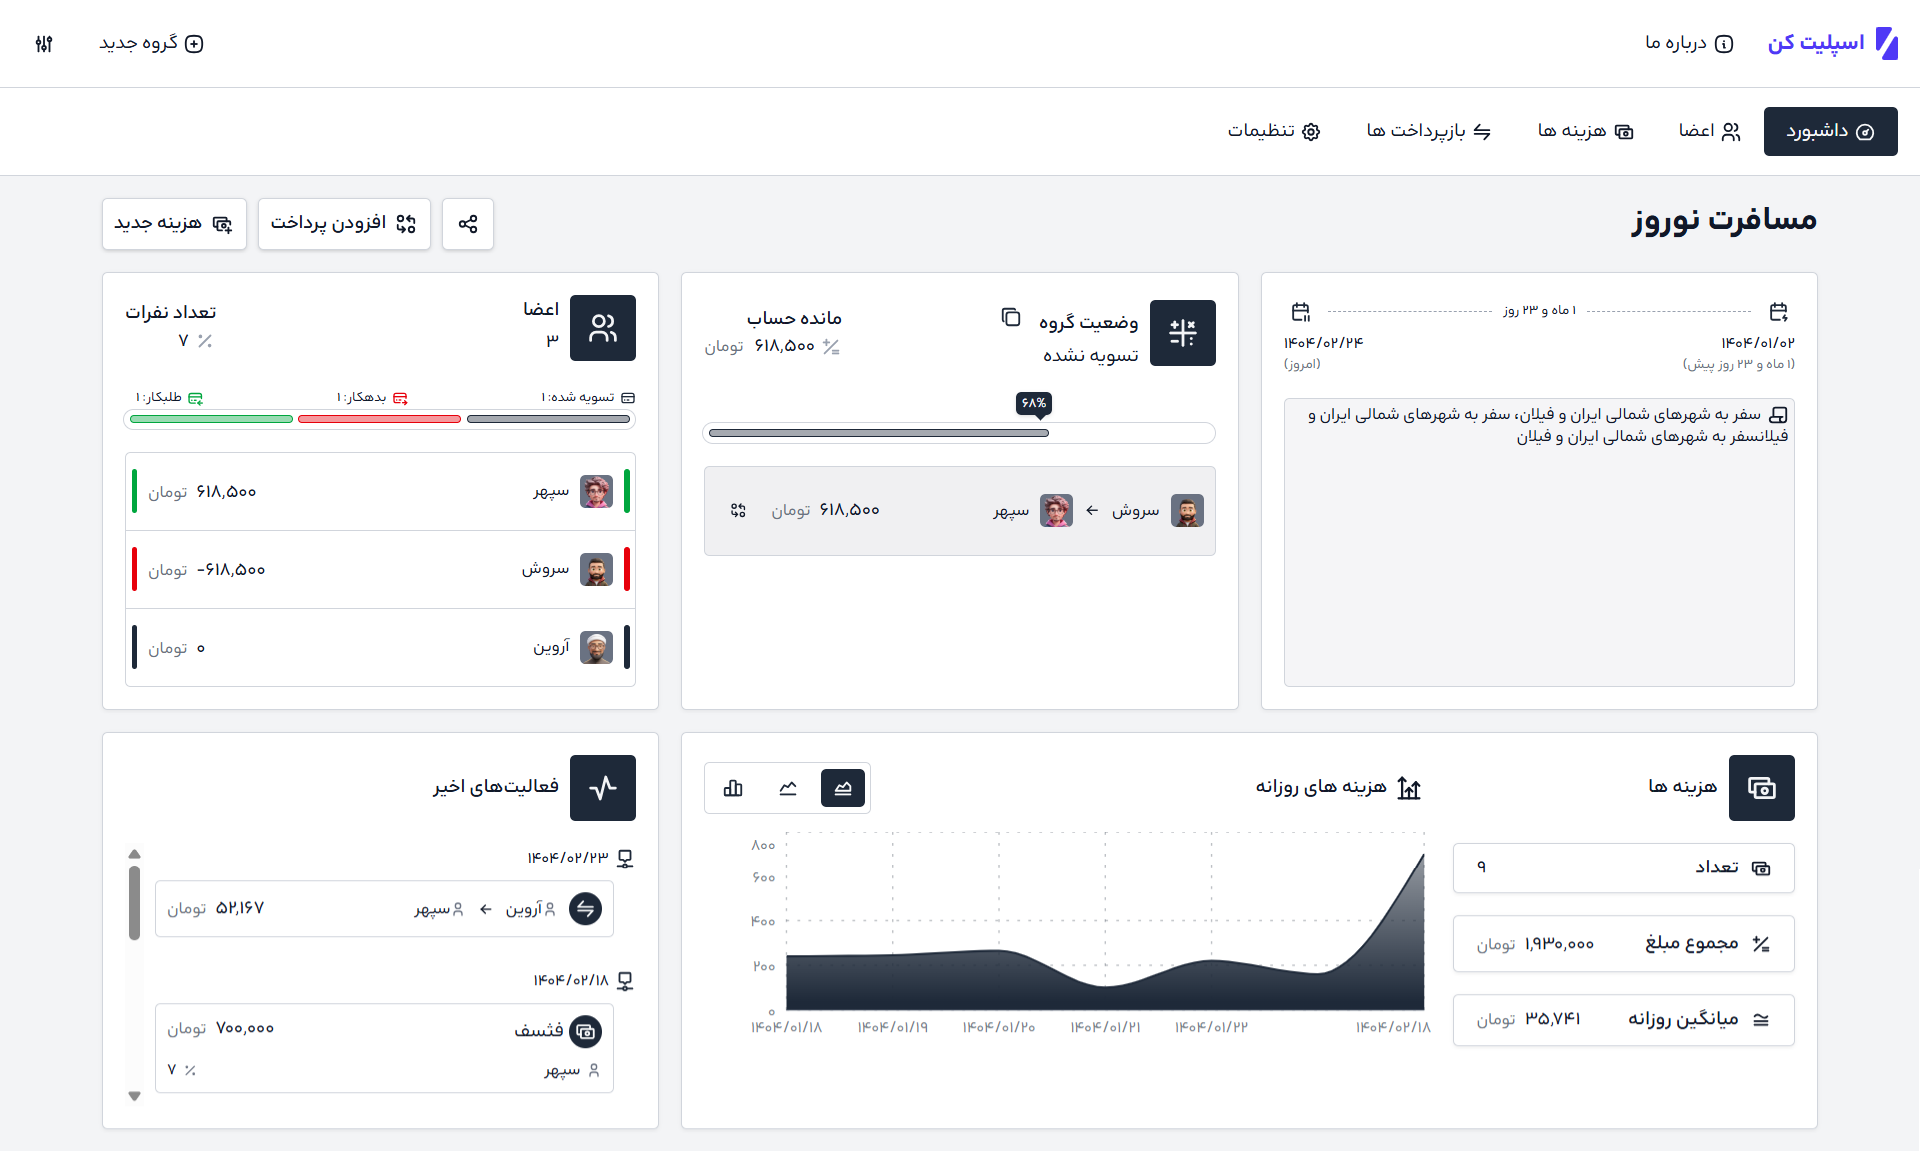 اسپلیت کن
درباره ما
گروه جدید
داشبورد
اعضا
هزینه ها
بازپرداخت ها
تنظیمات
مسافرت نوروز
افزودن پرداخت
هزینه جدید
۱ ماه و ۲۳ روز
۱۴۰۴/۰۱/۰۲
(۱ ماه و ۲۳ روز پیش)
۱۴۰۴/۰۲/۲۴
(امروز)
سفر به شهرهای شمالی ایران و فیلان، سفر به شهرهای شمالی ایران و
فیلانسفر به شهرهای شمالی ایران و فیلان
وضعیت گروه
تسویه نشده
مانده حساب
۶۱۸,۵۰۰ تومان
۶۸%
سروش ← سپهر ۶۱۸,۵۰۰ تومان
اعضا
۳
تعداد نفرات
۷
تسویه شده: ۱
بدهکار: ۱
طلبکار: ۱
سپهر ۶۱۸,۵۰۰ تومان
سروش -۶۱۸,۵۰۰ تومان
آروین ۰ تومان
هزینه ها
تعداد ۹
مجموع مبلغ ۱,۹۳۰,۰۰۰ تومان
میانگین روزانه ۳۵,۷۴۱ تومان
هزینه های روزانه
۸۰۰
۶۰۰
۴۰۰
۲۰۰
۰
۱۴۰۴/۰۱/۱۸ ۱۴۰۴/۰۱/۱۹ ۱۴۰۴/۰۱/۲۰ ۱۴۰۴/۰۱/۲۱ ۱۴۰۴/۰۱/۲۲ ۱۴۰۴/۰۲/۱۸
فعالیت‌های اخیر
۱۴۰۴/۰۲/۲۳
آروین ← سپهر ۵۲,۱۶۷ تومان
۱۴۰۴/۰۲/۱۸
فثسف ۷۰۰,۰۰۰ تومان
سپهر ۷